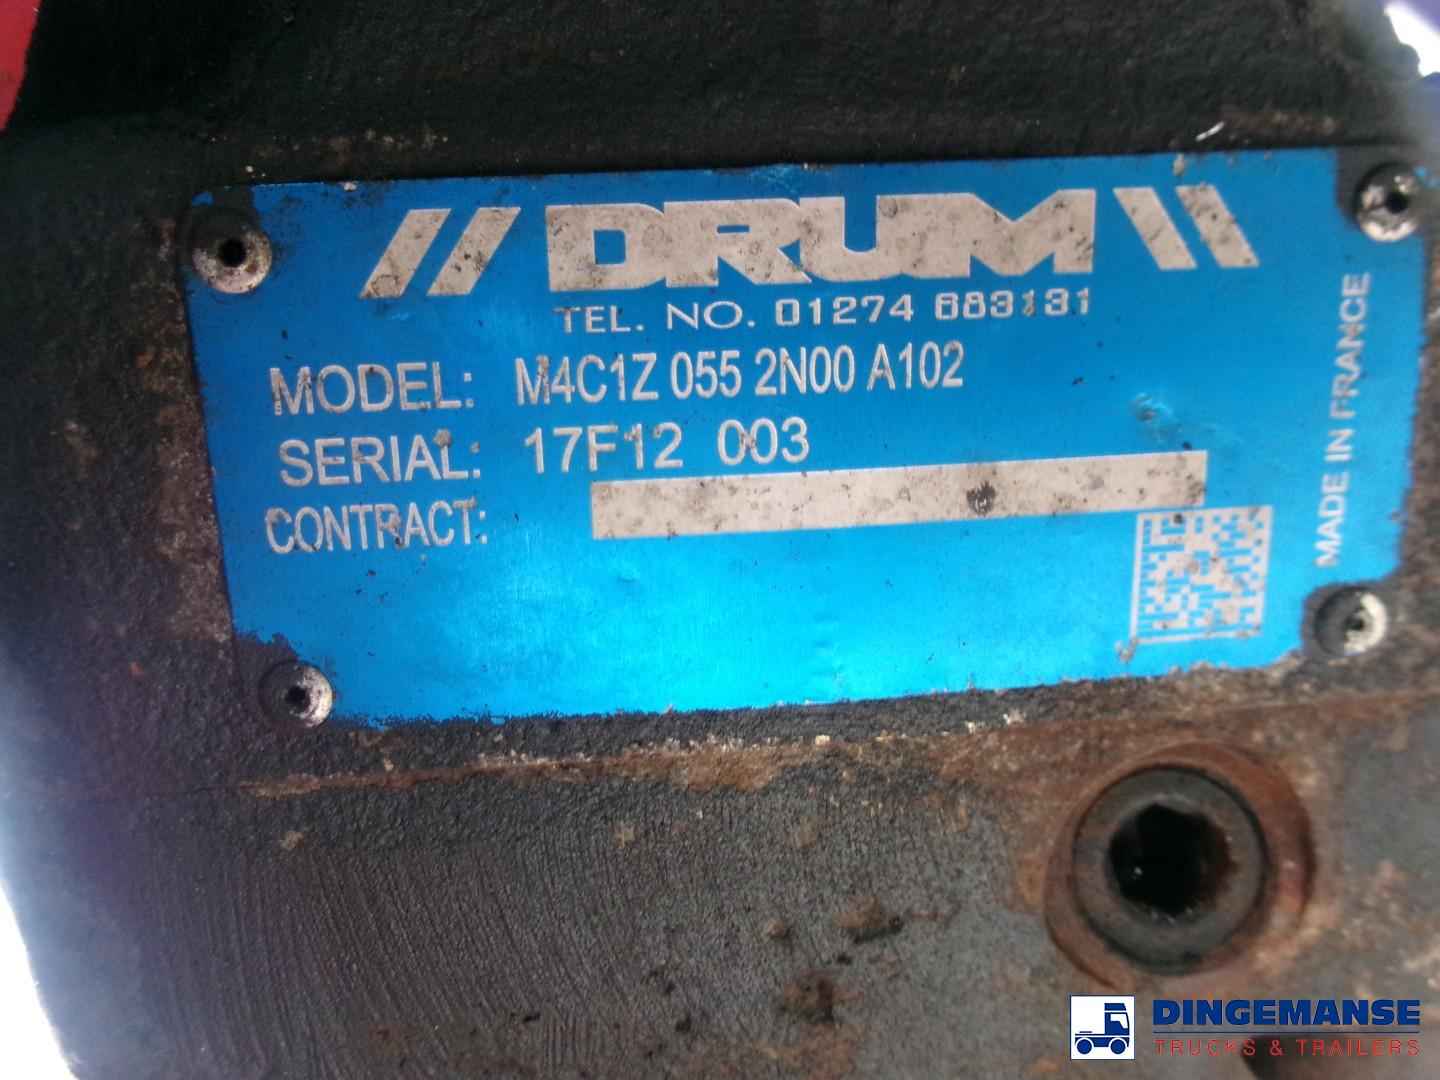 // DRUM \\
TEL. NO. 01274 683131
MODEL: M4C1Z 055 2N00 A102
SERIAL: 17F12 003
CONTRACT:
MADE IN FRANCE
DINGEMANSE
TRUCKS & TRAILERS